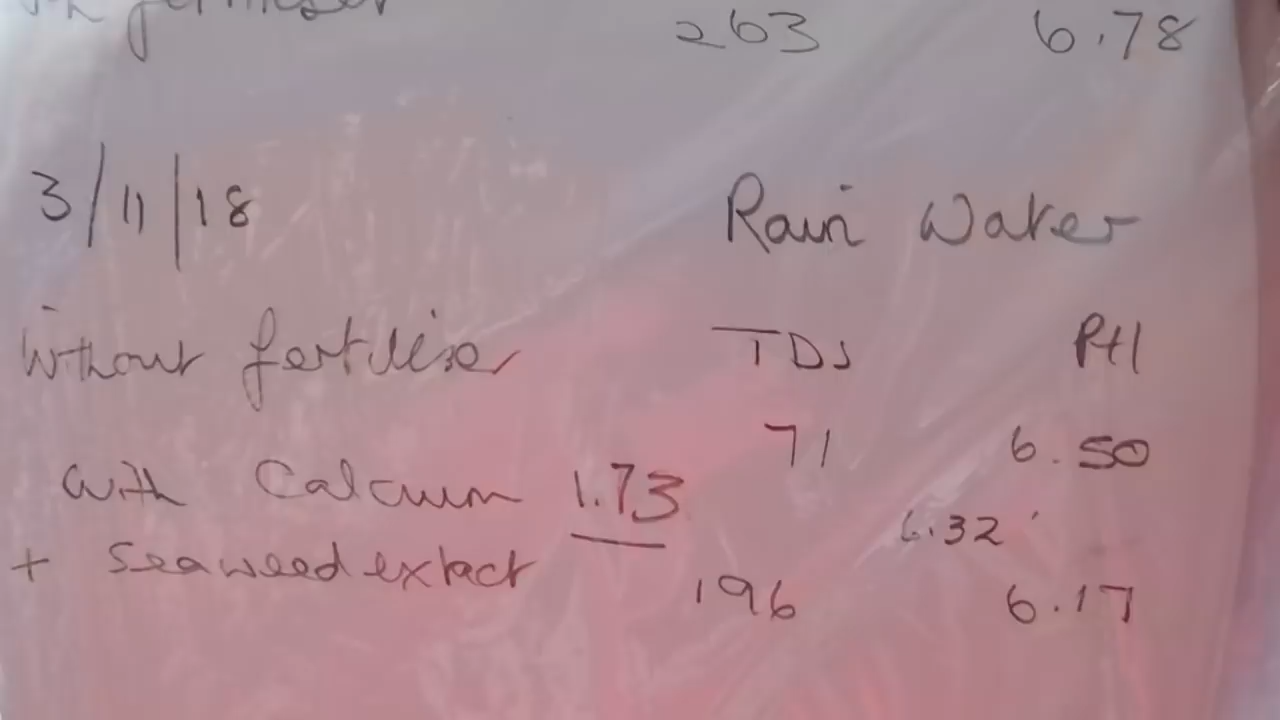 263 6.78
3/11/18 Rain Water
Without fertiliser TDS PH
71 6.50
with Calcium 1.73 6.32
+ Seaweed extact 196 6.17